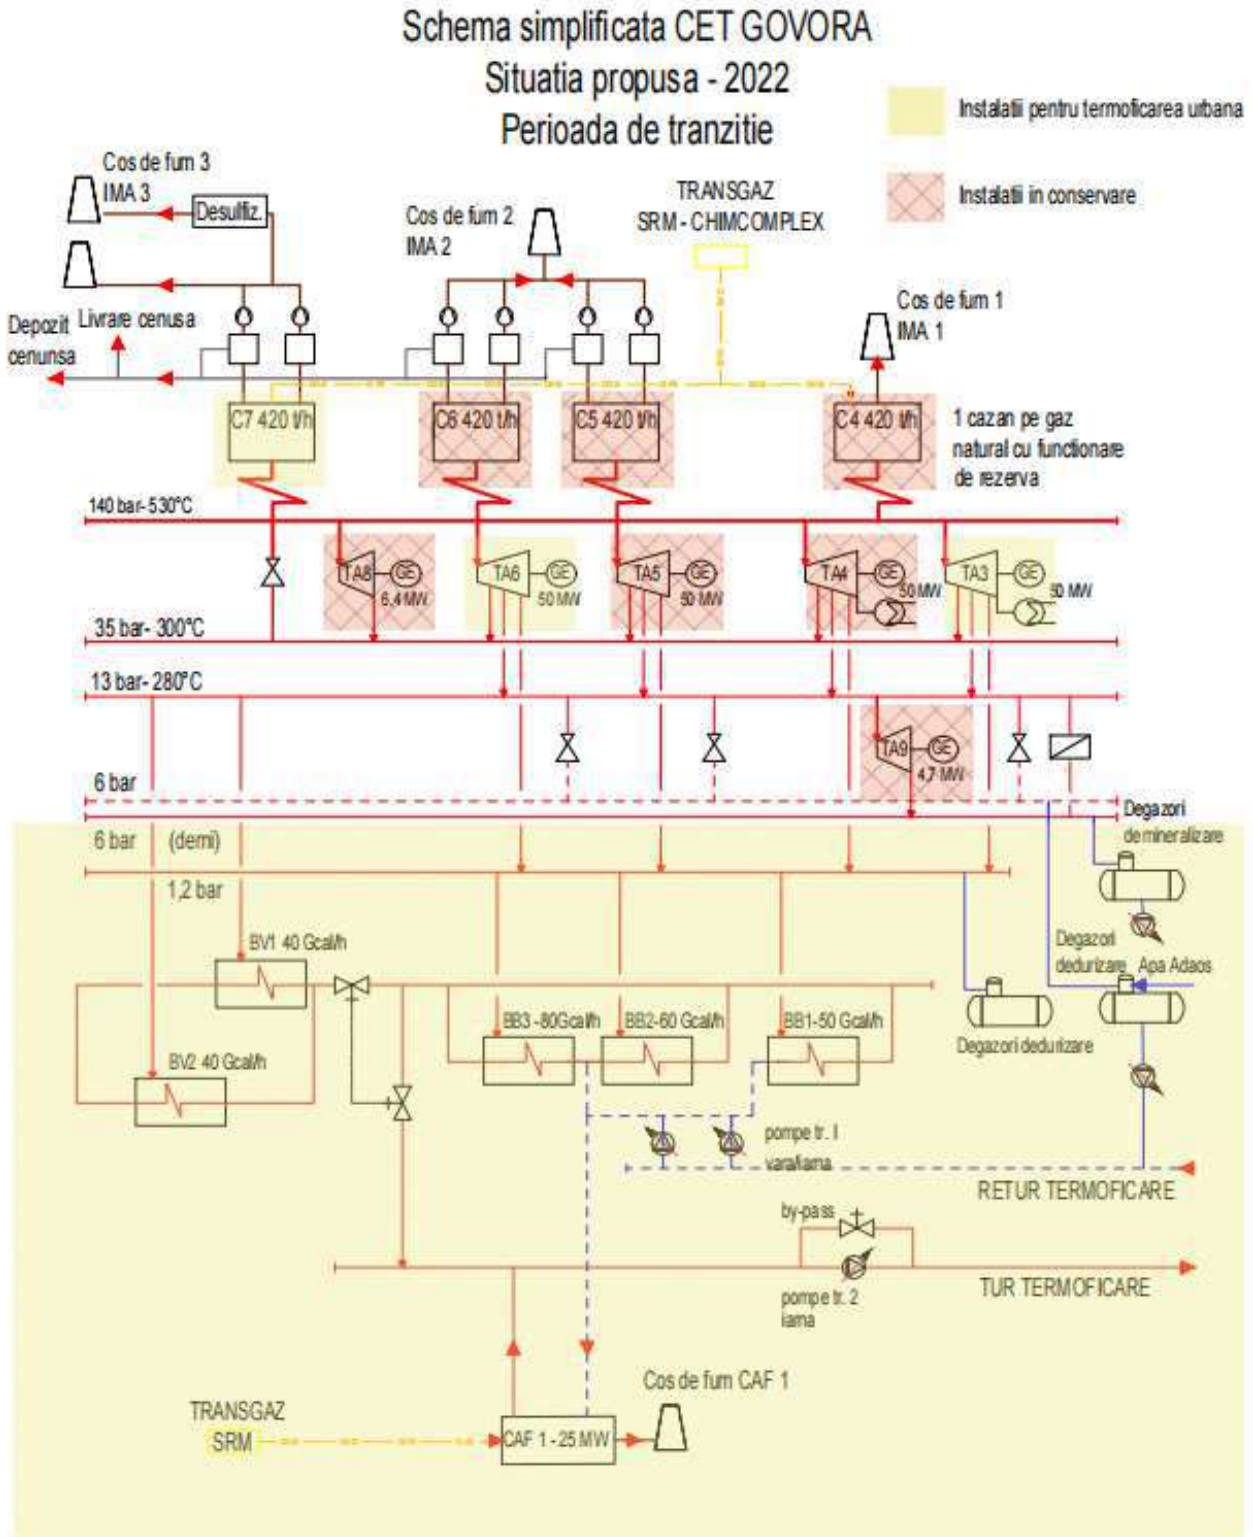 Schema simplificata CET GOVORA
Situatia propusa - 2022
Perioada de tranzitie
Instalatii pentru termoficarea urbana
Instalatii in conservare
Cos de fum 3
IMA 3
Desulfiz.
Cos de fum 2
IMA 2
TRANSGAZ
SRM - CHIMCOMPLEX
Cos de fum 1
IMA 1
Livrare cenusa
Depozit
cenunsa
C7 420 t/h
C6 420 t/h
C5 420 t/h
C4 420 t/h
1 cazan pe gaz
natural cu functionare
de rezerva
140 bar- 530°C
TA8
GE
6,4 MW
TA6
GE
50 MW
TA5
GE
50 MW
TA4
GE
50 MW
TA3
GE
50 MW
35 bar- 300°C
13 bar- 280°C
TA9
GE
4,7 MW
6 bar
6 bar (demi)
1,2 bar
Degazori
demineralizare
BV1 40 Gcal/h
Degazori
dedurizare
Apa Adaos
BB3 -80Gcal/h
BB2-60 Gcal/h
BB1-50 Gcal/h
Degazori dedurizare
BV2 40 Gcal/h
pompe tr. I
vara/iarna
RETUR TERMOFICARE
by-pass
TUR TERMOFICARE
pompe tr. 2
iarna
Cos de fum CAF 1
TRANSGAZ
SRM
CAF 1 - 25 MW